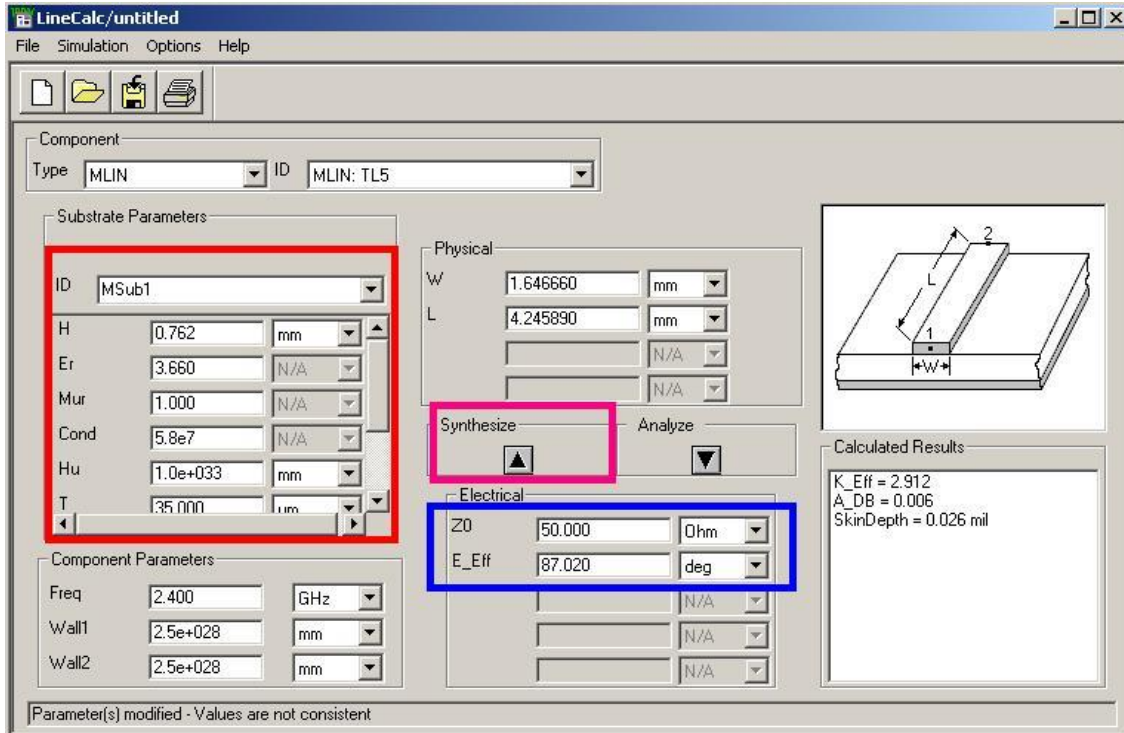 LineCalc/untitled
File Simulation Options Help
Component
Type MLIN ID MLIN: TL5
Substrate Parameters
ID MSub1
H 0.762 mm
Er 3.660 N/A
Mur 1.000 N/A
Cond 5.8e7 N/A
Hu 1.0e+033 mm
T 35.000 um
Component Parameters
Freq 2.400 GHz
Wall1 2.5e+028 mm
Wall2 2.5e+028 mm
Physical
W 1.646660 mm
L 4.245890 mm
N/A
N/A
Synthesize Analyze
Electrical
Z0 50.000 Ohm
E_Eff 87.020 deg
N/A
N/A
N/A
2
L
1
W
Calculated Results
K_Eff = 2.912
A_DB = 0.006
SkinDepth = 0.026 mil
Parameter(s) modified - Values are not consistent